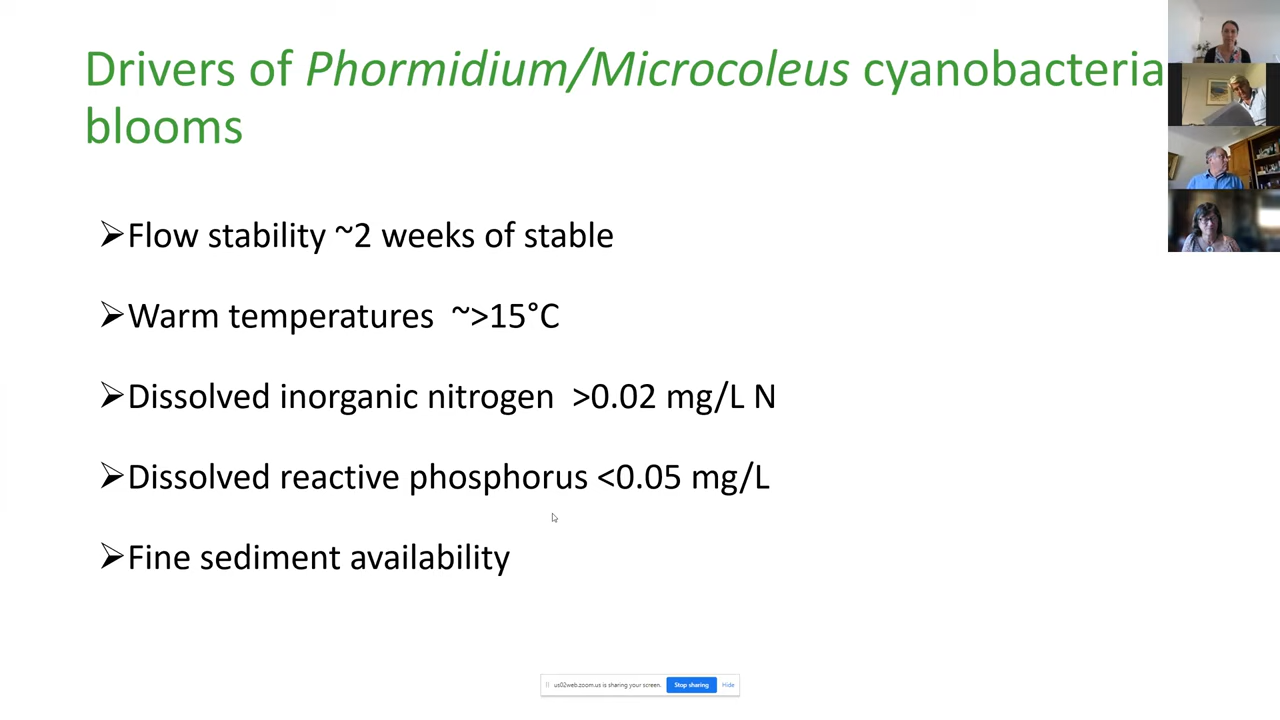 Drivers of Phormidium/Microcoleus cyanobacteria
blooms
➢Flow stability ~2 weeks of stable
➢Warm temperatures ~>15°C
➢Dissolved inorganic nitrogen >0.02 mg/L N
➢Dissolved reactive phosphorus <0.05 mg/L
➢Fine sediment availability
us02web.zoom.us is sharing your screen. Stop sharing Hide